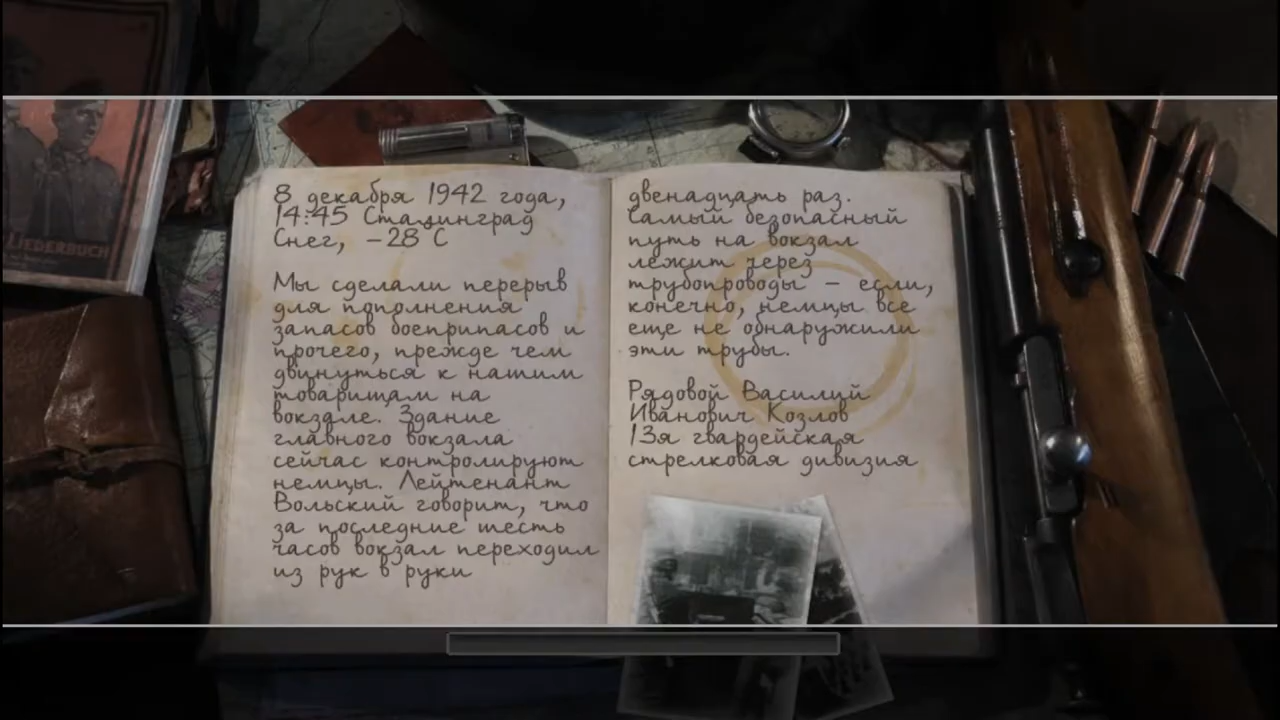 LIEDERBUCH
8 декабря 1942 года,
14:45 Сталинград
Снег, -28 С
Мы сделали перерыв
для пополнения
запасов боеприпасов и
прочего, прежде чем
двинуться к нашим
товарищам на
вокзале. Здание
главного вокзала
сейчас контролируют
немцы. Лейтенант
Вольский говорит, что
за последние шесть
часов вокзал переходил
из рук в руки
двенадцать раз.
Самый безопасный
путь на вокзал
лежит через
трубопроводы - если,
конечно, немцы все
еще не обнаружили
эти трубы.
Рядовой Василий
Иванович Козлов
13я гвардейская
стрелковая дивизия